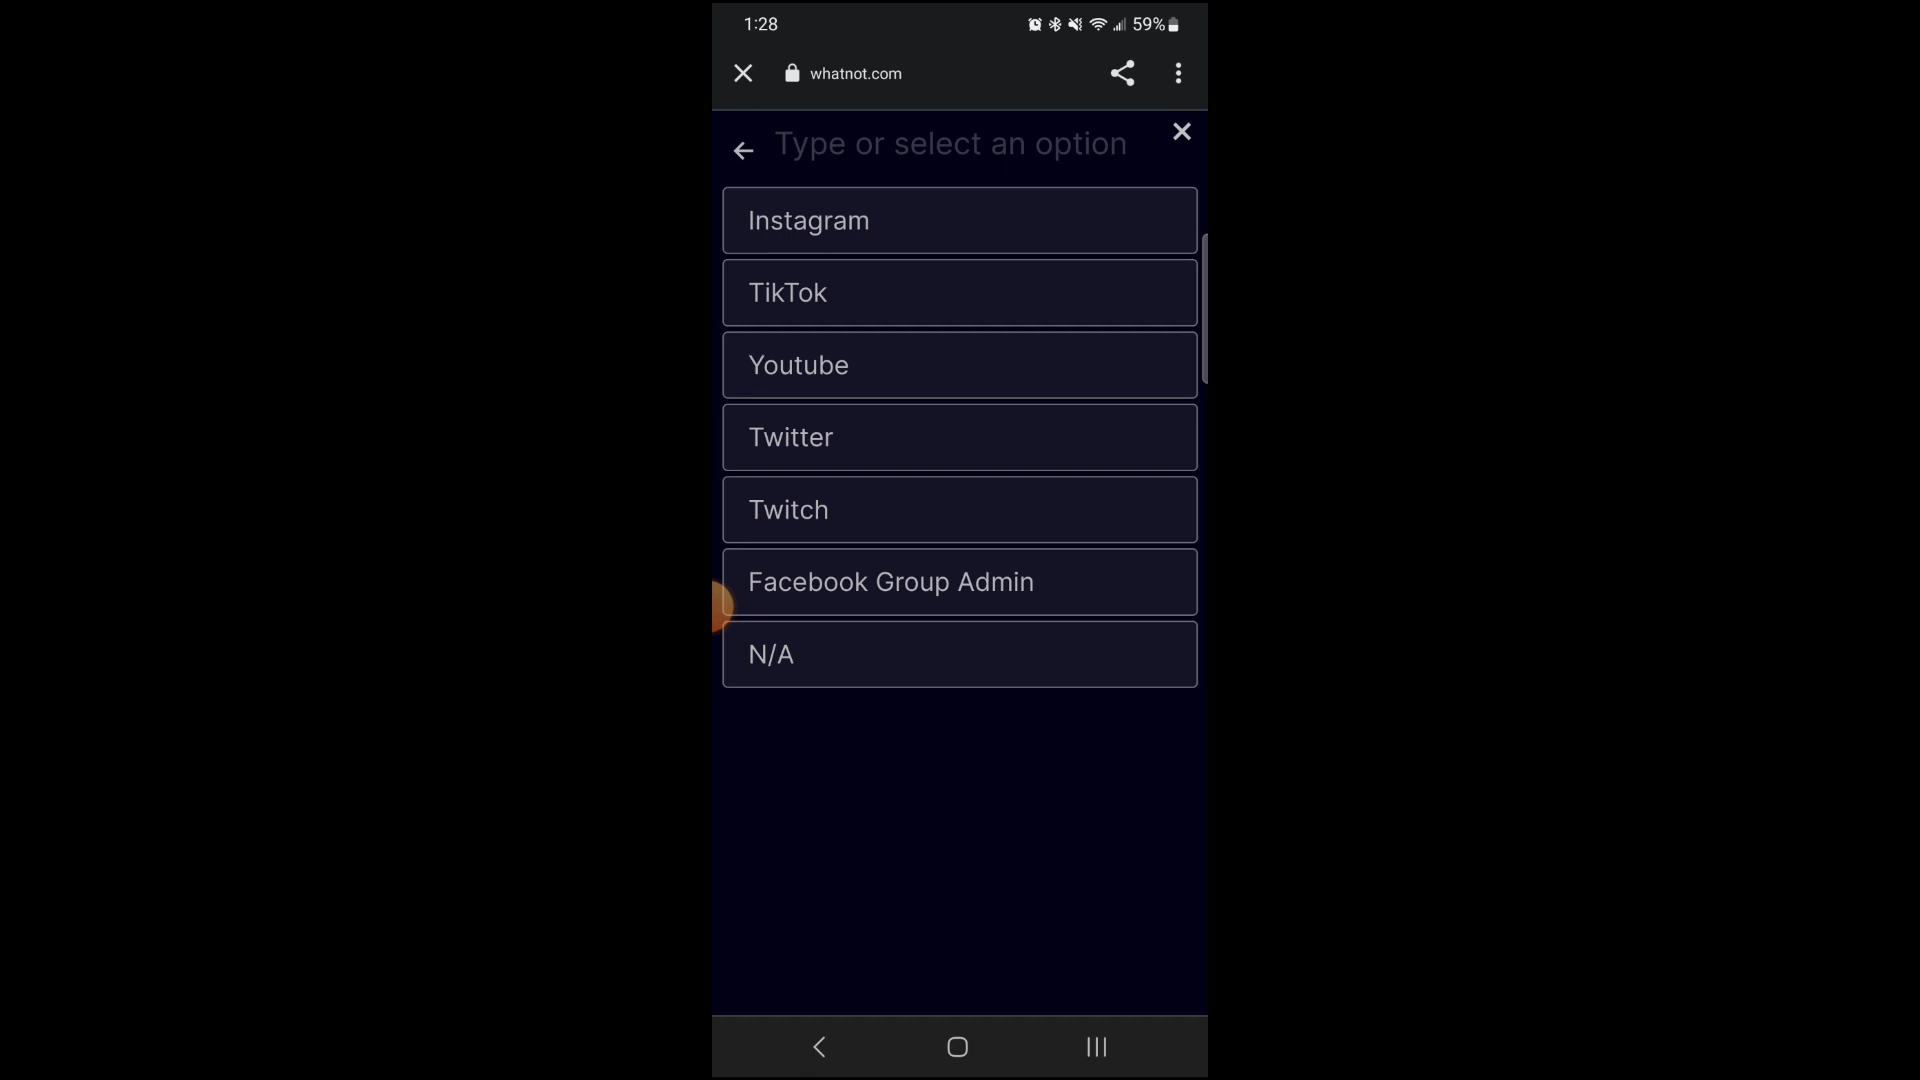 1:28
59%
whatnot.com
Type or select an option
Instagram
TikTok
Youtube
Twitter
Twitch
Facebook Group Admin
N/A